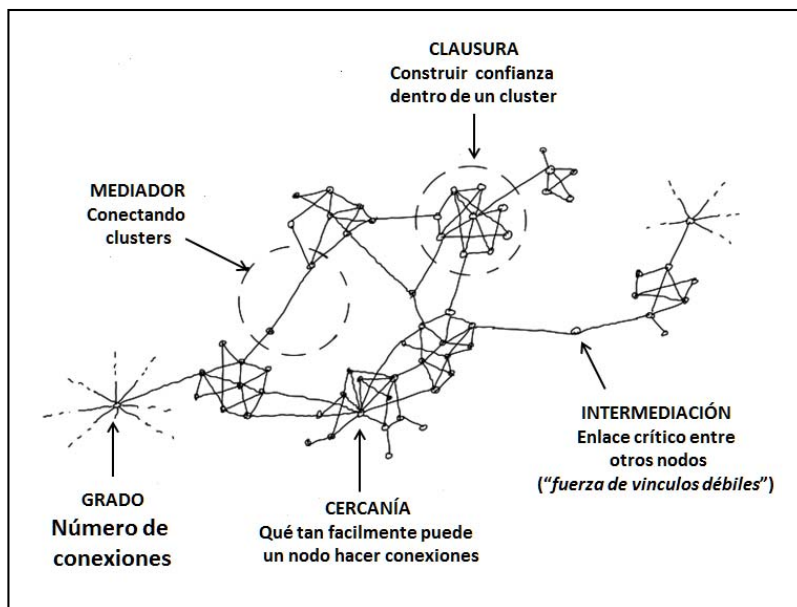 CLAUSURA
Construir confianza
dentro de un cluster
MEDIADOR
Conectando
clusters
INTERMEDIACIÓN
Enlace crítico entre
otros nodos
(“fuerza de vinculos débiles”)
GRADO
Número de
conexiones
CERCANÍA
Qué tan facilmente puede
un nodo hacer conexiones